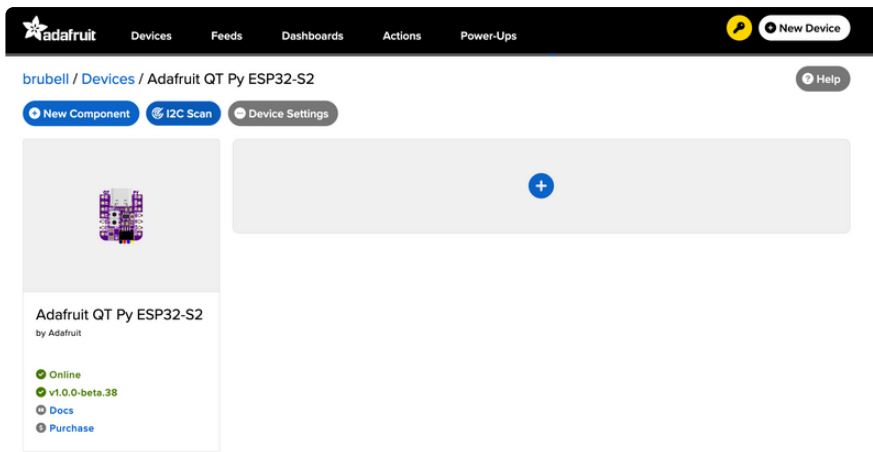 adafruit Devices Feeds Dashboards Actions Power-Ups New Device
brubell / Devices / Adafruit QT Py ESP32-S2 Help
New Component I2C Scan Device Settings
Adafruit QT Py ESP32-S2
by Adafruit
Online
v1.0.0-beta.38
Docs
Purchase